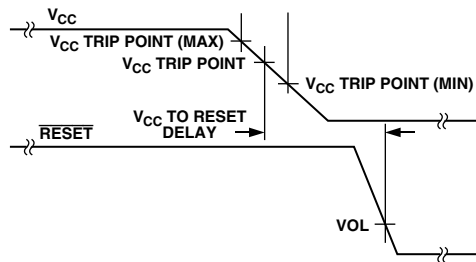 VCC
VCC TRIP POINT (MAX)
VCC TRIP POINT
VCC TRIP POINT (MIN)
VCC TO RESET
DELAY
RESET
VOL